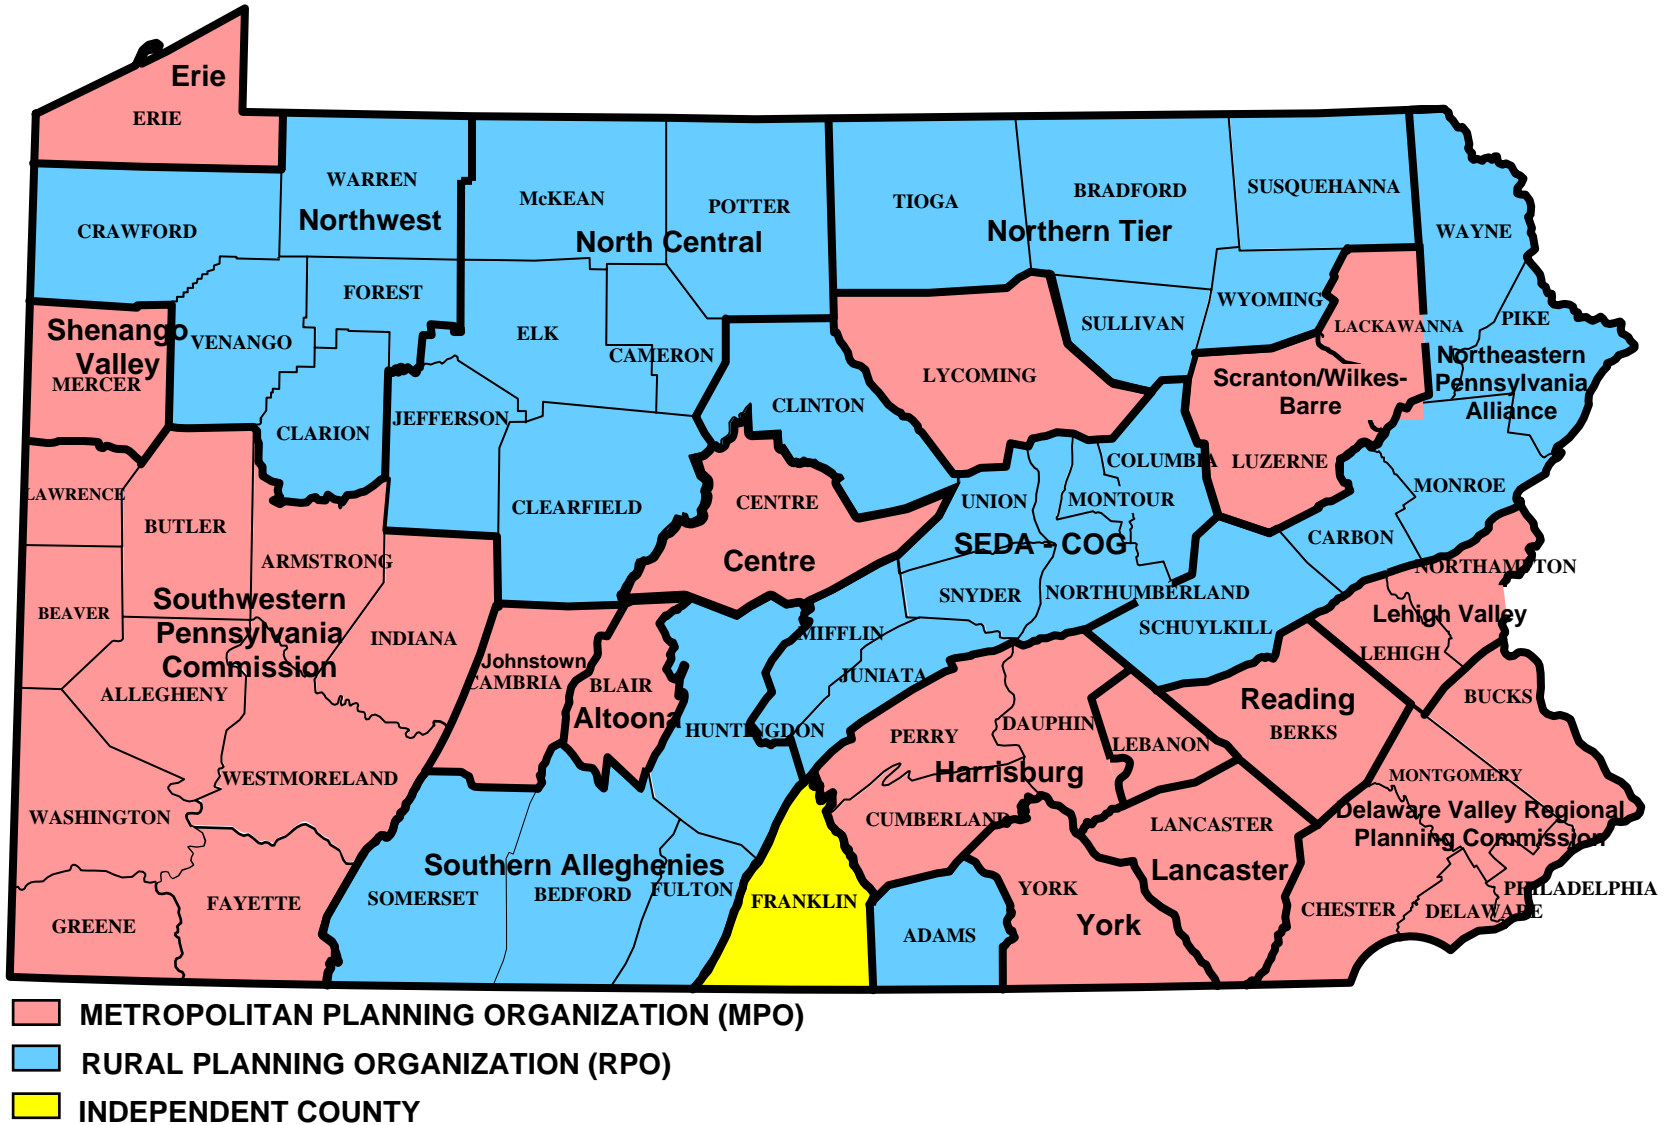 Erie
ERIE
WARREN
Northwest
CRAWFORD
McKEAN
POTTER
North Central
TIOGA
BRADFORD
SUSQUEHANNA
Northern Tier
WAYNE
FOREST
VENANGO
ELK
CAMERON
SULLIVAN
WYOMING
LACKAWANNA
PIKE
Northeastern
Pennsylvania
Alliance
Shenango
Valley
MERCER
LYCOMING
Scranton/Wilkes-
Barre
CLINTON
JEFFERSON
CLARION
COLUMBIA
LUZERNE
MONROE
LAWRENCE
BUTLER
CLEARFIELD
CENTRE
Centre
UNION
MONTOUR
SEDA - COG
CARBON
ARMSTRONG
NORTHAMPTON
BEAVER
Southwestern
Pennsylvania
Commission
INDIANA
SNYDER
NORTHUMBERLAND
SCHUYLKILL
Lehigh Valley
LEHIGH
MIFFLIN
JUNIATA
Johnstown
CAMBRIA
BLAIR
Altoona
HUNTINGDON
ALLEGHENY
Reading
BERKS
BUCKS
PERRY
DAUPHIN
LEBANON
Harrisburg
WESTMORELAND
MONTGOMERY
WASHINGTON
CUMBERLAND
LANCASTER
Lancaster
Delaware Valley Regional
Planning Commission
Southern Alleghenies
SOMERSET
BEDFORD
FULTON
FRANKLIN
YORK
York
PHILADELPHIA
CHESTER
DELAWARE
GREENE
FAYETTE
ADAMS
METROPOLITAN PLANNING ORGANIZATION (MPO)
RURAL PLANNING ORGANIZATION (RPO)
INDEPENDENT COUNTY